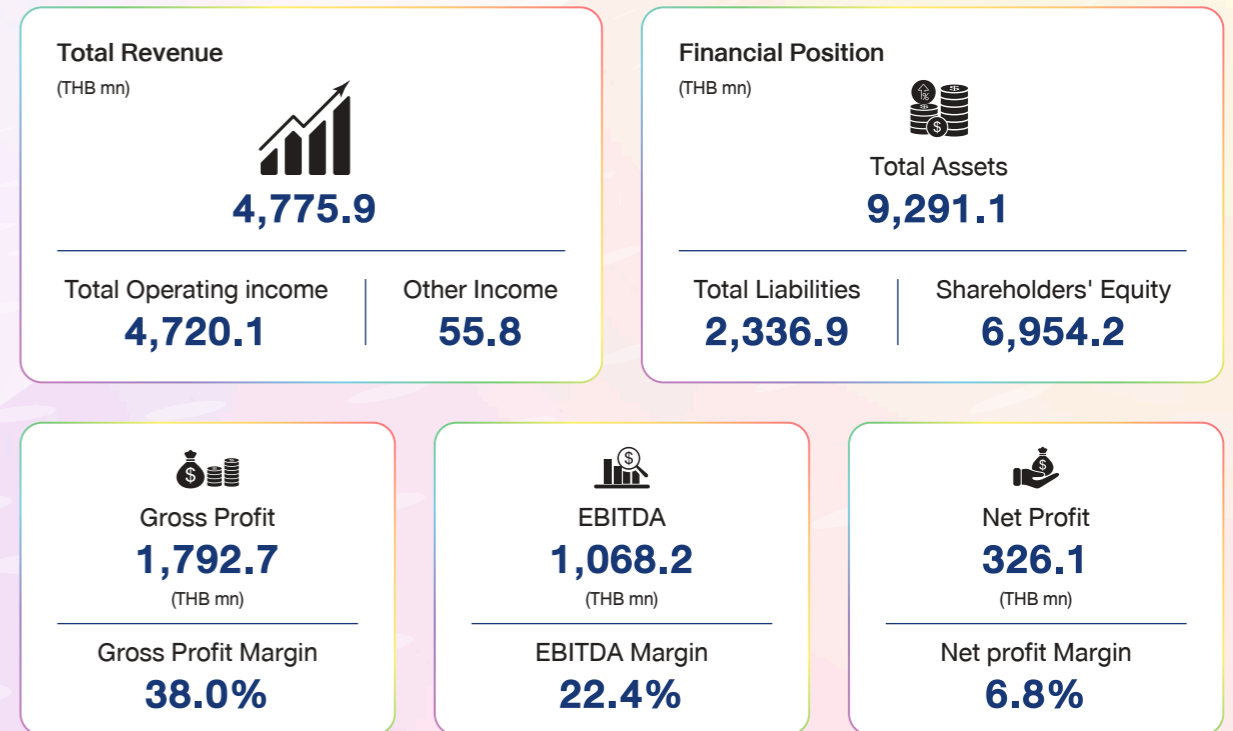 Total Revenue
(THB mn)
4,775.9
Total Operating income
4,720.1
Other Income
55.8
Financial Position
(THB mn)
Total Assets
9,291.1
Total Liabilities
2,336.9
Shareholders' Equity
6,954.2
Gross Profit
1,792.7
(THB mn)
Gross Profit Margin
38.0%
EBITDA
1,068.2
(THB mn)
EBITDA Margin
22.4%
Net Profit
326.1
(THB mn)
Net profit Margin
6.8%